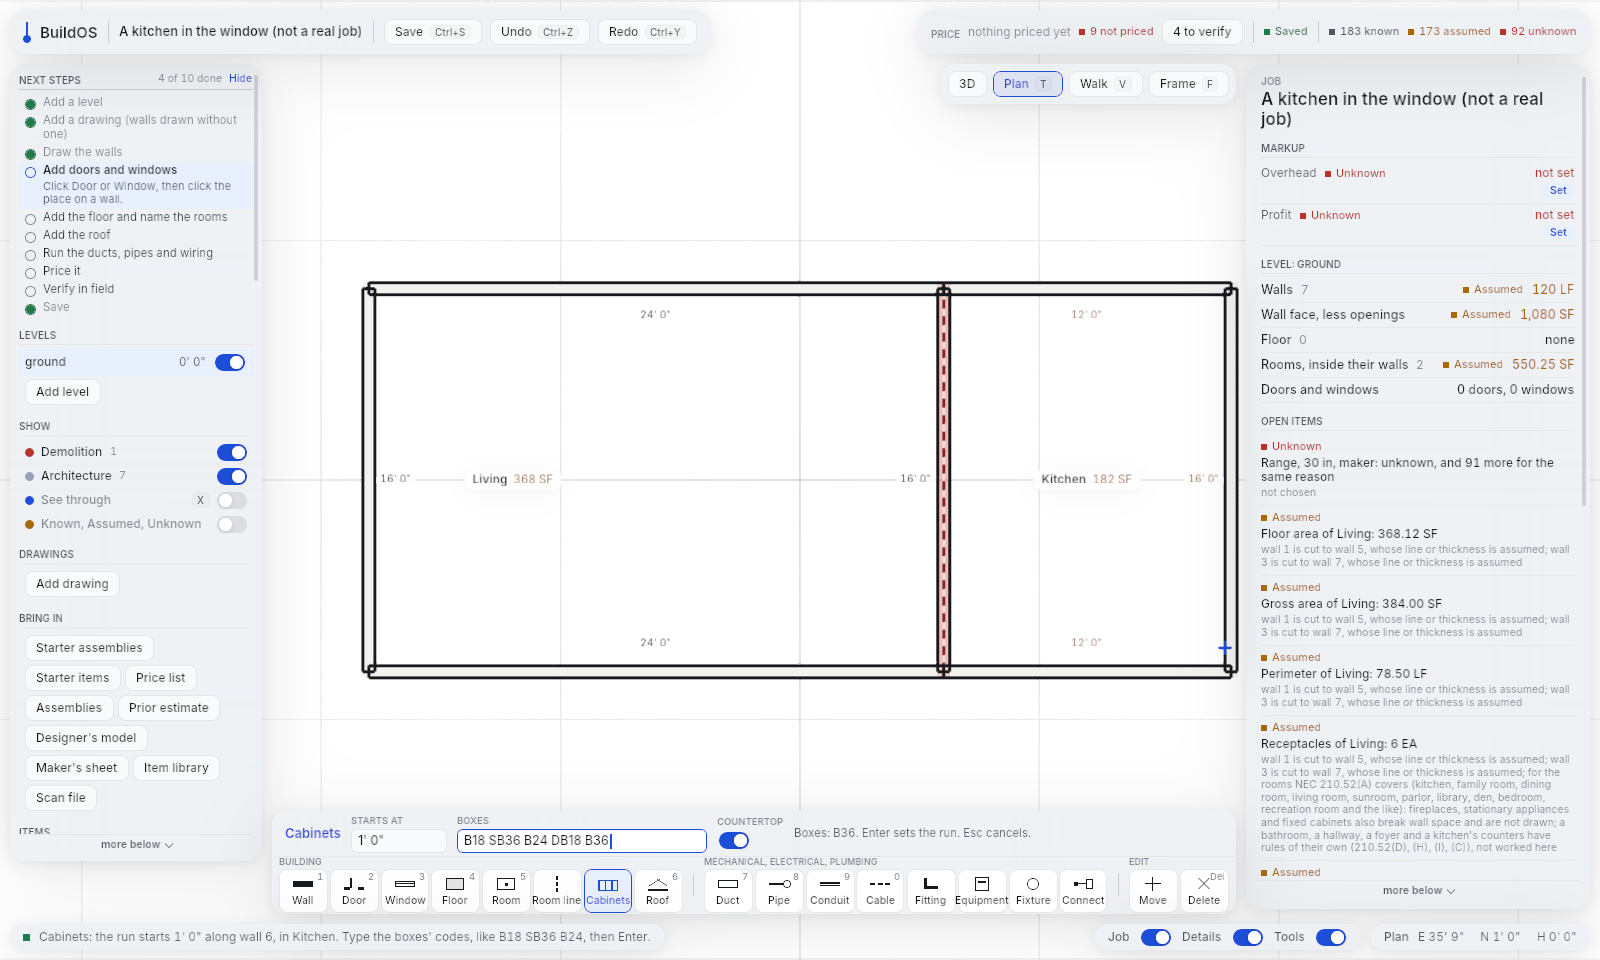 BuildOS
A kitchen in the window (not a real job)
Save Ctrl+S
Undo Ctrl+Z
Redo Ctrl+Y
PRICE nothing priced yet 9 not priced
4 to verify
Saved
183 known 173 assumed 92 unknown
3D
Plan T
Walk V
Frame F
NEXT STEPS 4 of 10 done Hide
Add a level
Add a drawing (walls drawn without
one)
Draw the walls
Add doors and windows
Click Door or Window, then click the
place on a wall.
Add the floor and name the rooms
Add the roof
Run the ducts, pipes and wiring
Price it
Verify in field
Save
LEVELS
ground 0' 0"
Add level
SHOW
Demolition 1
Architecture 7
See through X
Known, Assumed, Unknown
DRAWINGS
Add drawing
BRING IN
Starter assemblies
Starter items Price list
Assemblies Prior estimate
Designer's model
Maker's sheet Item library
Scan file
ITEMS
more below
24' 0" 12' 0"
16' 0" Living 368 SF 16' 0" Kitchen 182 SF 16' 0"
24' 0" 12' 0"
Cabinets
STARTS AT
1' 0"
BOXES
B18 SB36 B24 DB18 B36
COUNTERTOP
Boxes: B36. Enter sets the run. Esc cancels.
BUILDING
Wall 1
Door 2
Window 3
Floor 4
Room 5
Room line
Cabinets
Roof 6
MECHANICAL, ELECTRICAL, PLUMBING
Duct 7
Pipe 8
Conduit 9
Cable 0
Fitting
Equipment
Fixture
Connect
EDIT
Move
Delete Del
Cabinets: the run starts 1' 0" along wall 6, in Kitchen. Type the boxes' codes, like B18 SB36 B24, then Enter.
Job Details Tools
Plan E 35' 9" N 1' 0" H 0' 0"
JOB
A kitchen in the window (not a real
job)
MARKUP
Overhead Unknown not set
Set
Profit Unknown not set
Set
LEVEL: GROUND
Walls 7 Assumed 120 LF
Wall face, less openings Assumed 1,080 SF
Floor 0 none
Rooms, inside their walls 2 Assumed 550.25 SF
Doors and windows 0 doors, 0 windows
OPEN ITEMS
Unknown
Range, 30 in, maker: unknown, and 91 more for the
same reason
not chosen
Assumed
Floor area of Living: 368.12 SF
wall 1 is cut to wall 5, whose line or thickness is assumed; wall
3 is cut to wall 7, whose line or thickness is assumed
Assumed
Gross area of Living: 384.00 SF
wall 1 is cut to wall 5, whose line or thickness is assumed; wall
3 is cut to wall 7, whose line or thickness is assumed
Assumed
Perimeter of Living: 78.50 LF
wall 1 is cut to wall 5, whose line or thickness is assumed; wall
3 is cut to wall 7, whose line or thickness is assumed
Assumed
Receptacles of Living: 6 EA
wall 1 is cut to wall 5, whose line or thickness is assumed; wall
3 is cut to wall 7, whose line or thickness is assumed; for the
rooms NEC 210.52(A) covers (kitchen, family room, dining
room, living room, sunroom, parlor, library, den, bedroom,
recreation room and the like): fireplaces, stationary appliances
and fixed cabinets also break wall space and are not drawn; a
bathroom, a hallway, a foyer and a kitchen's counters have
rules of their own (210.52(D), (H), (I), (C)), not worked here
Assumed
more below